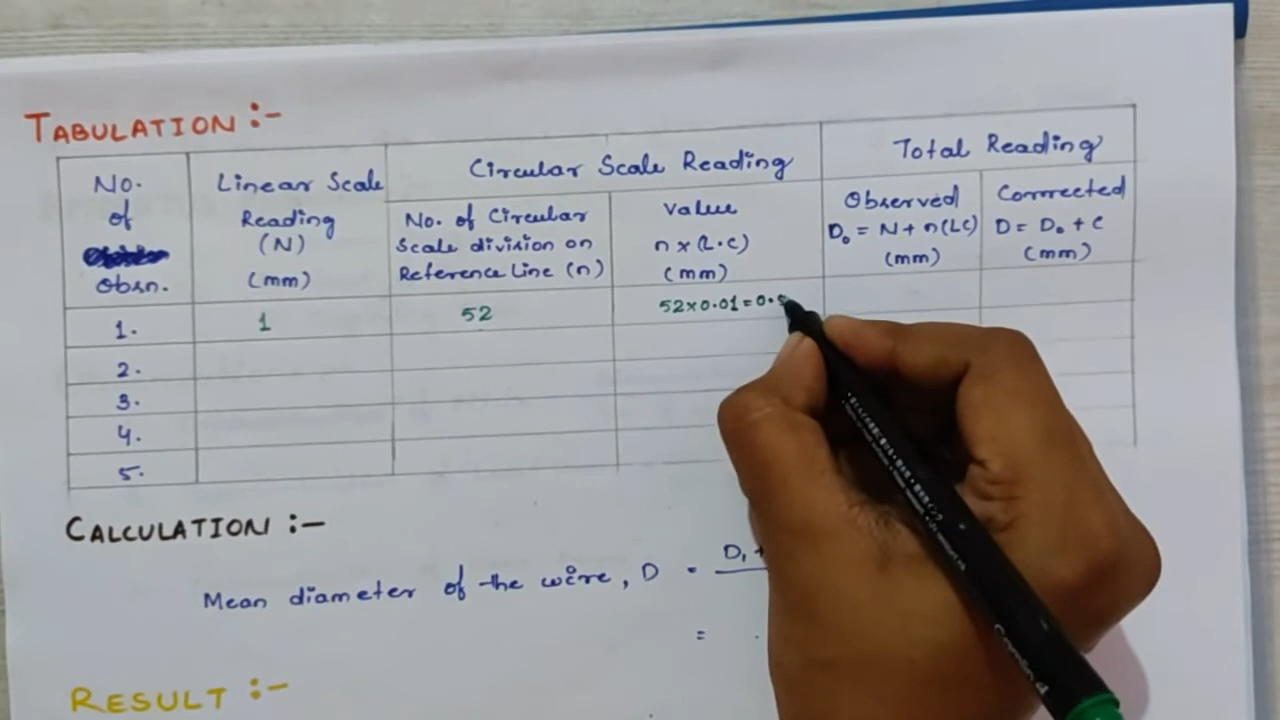 TABULATION :-
No. of Obsn.
Linear Scale Reading (N) (mm)
Circular Scale Reading
No. of Circular Scale division on Reference Line (n)
Value n x (L.C) (mm)
Total Reading
Observed D₀ = N + n(LC) (mm)
Corrected D = D₀ + C (mm)
1. 1 52 52×0.01=0.
2.
3.
4.
5.
CALCULATION :-
Mean diameter of the wire, D = D₁ +
=
RESULT :-